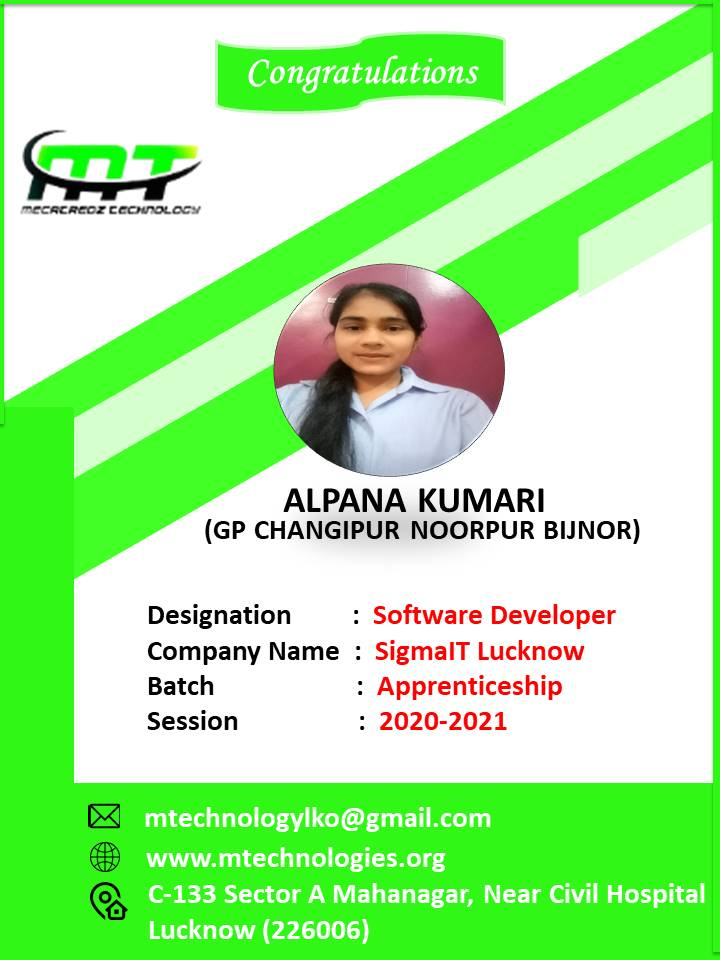 Congratulations
MT
MECATREDZ TECHNOLOGY
ALPANA KUMARI
(GP CHANGIPUR NOORPUR BIJNOR)
Designation : Software Developer
Company Name : SigmaIT Lucknow
Batch : Apprenticeship
Session : 2020-2021
mtechnologylko@gmail.com
www.mtechnologies.org
C-133 Sector A Mahanagar, Near Civil Hospital
Lucknow (226006)